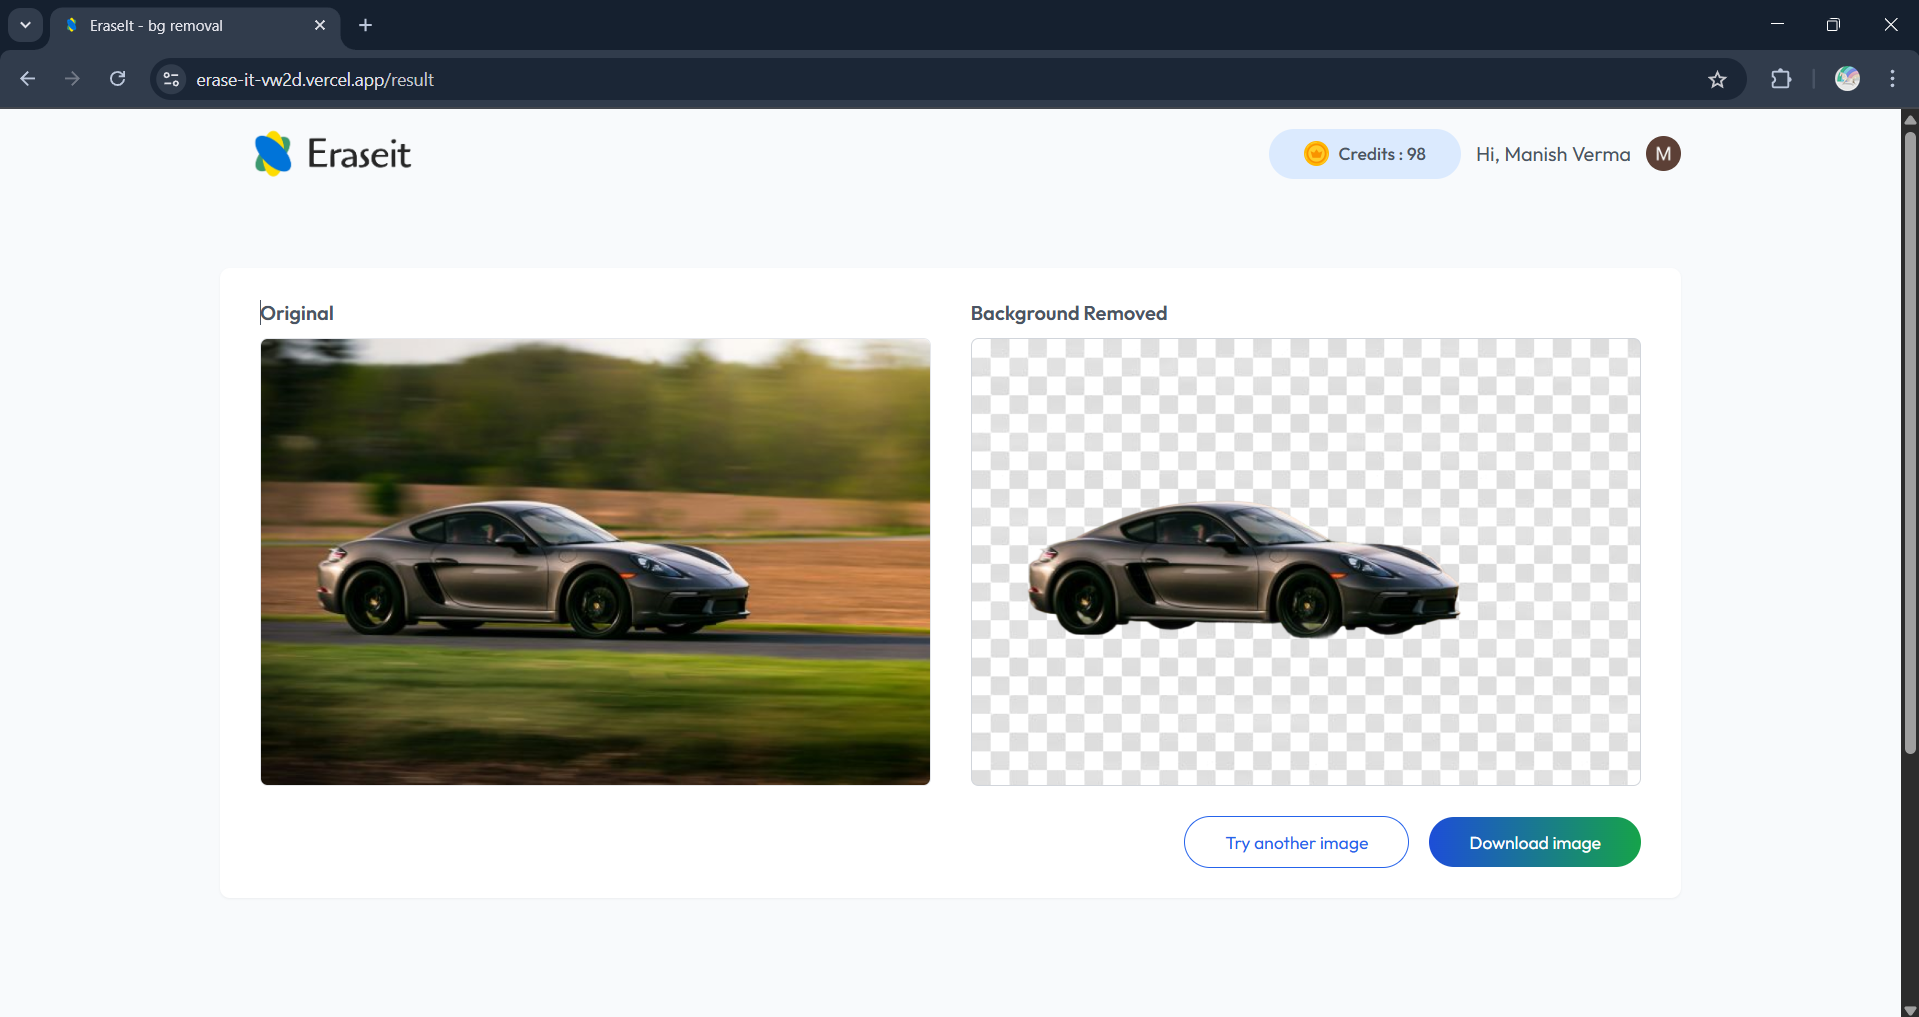 EraseIt - bg removal
erase-it-vw2d.vercel.app/result
Eraseit
Credits : 98
Hi, Manish Verma
M
Original
Background Removed
Try another image
Download image